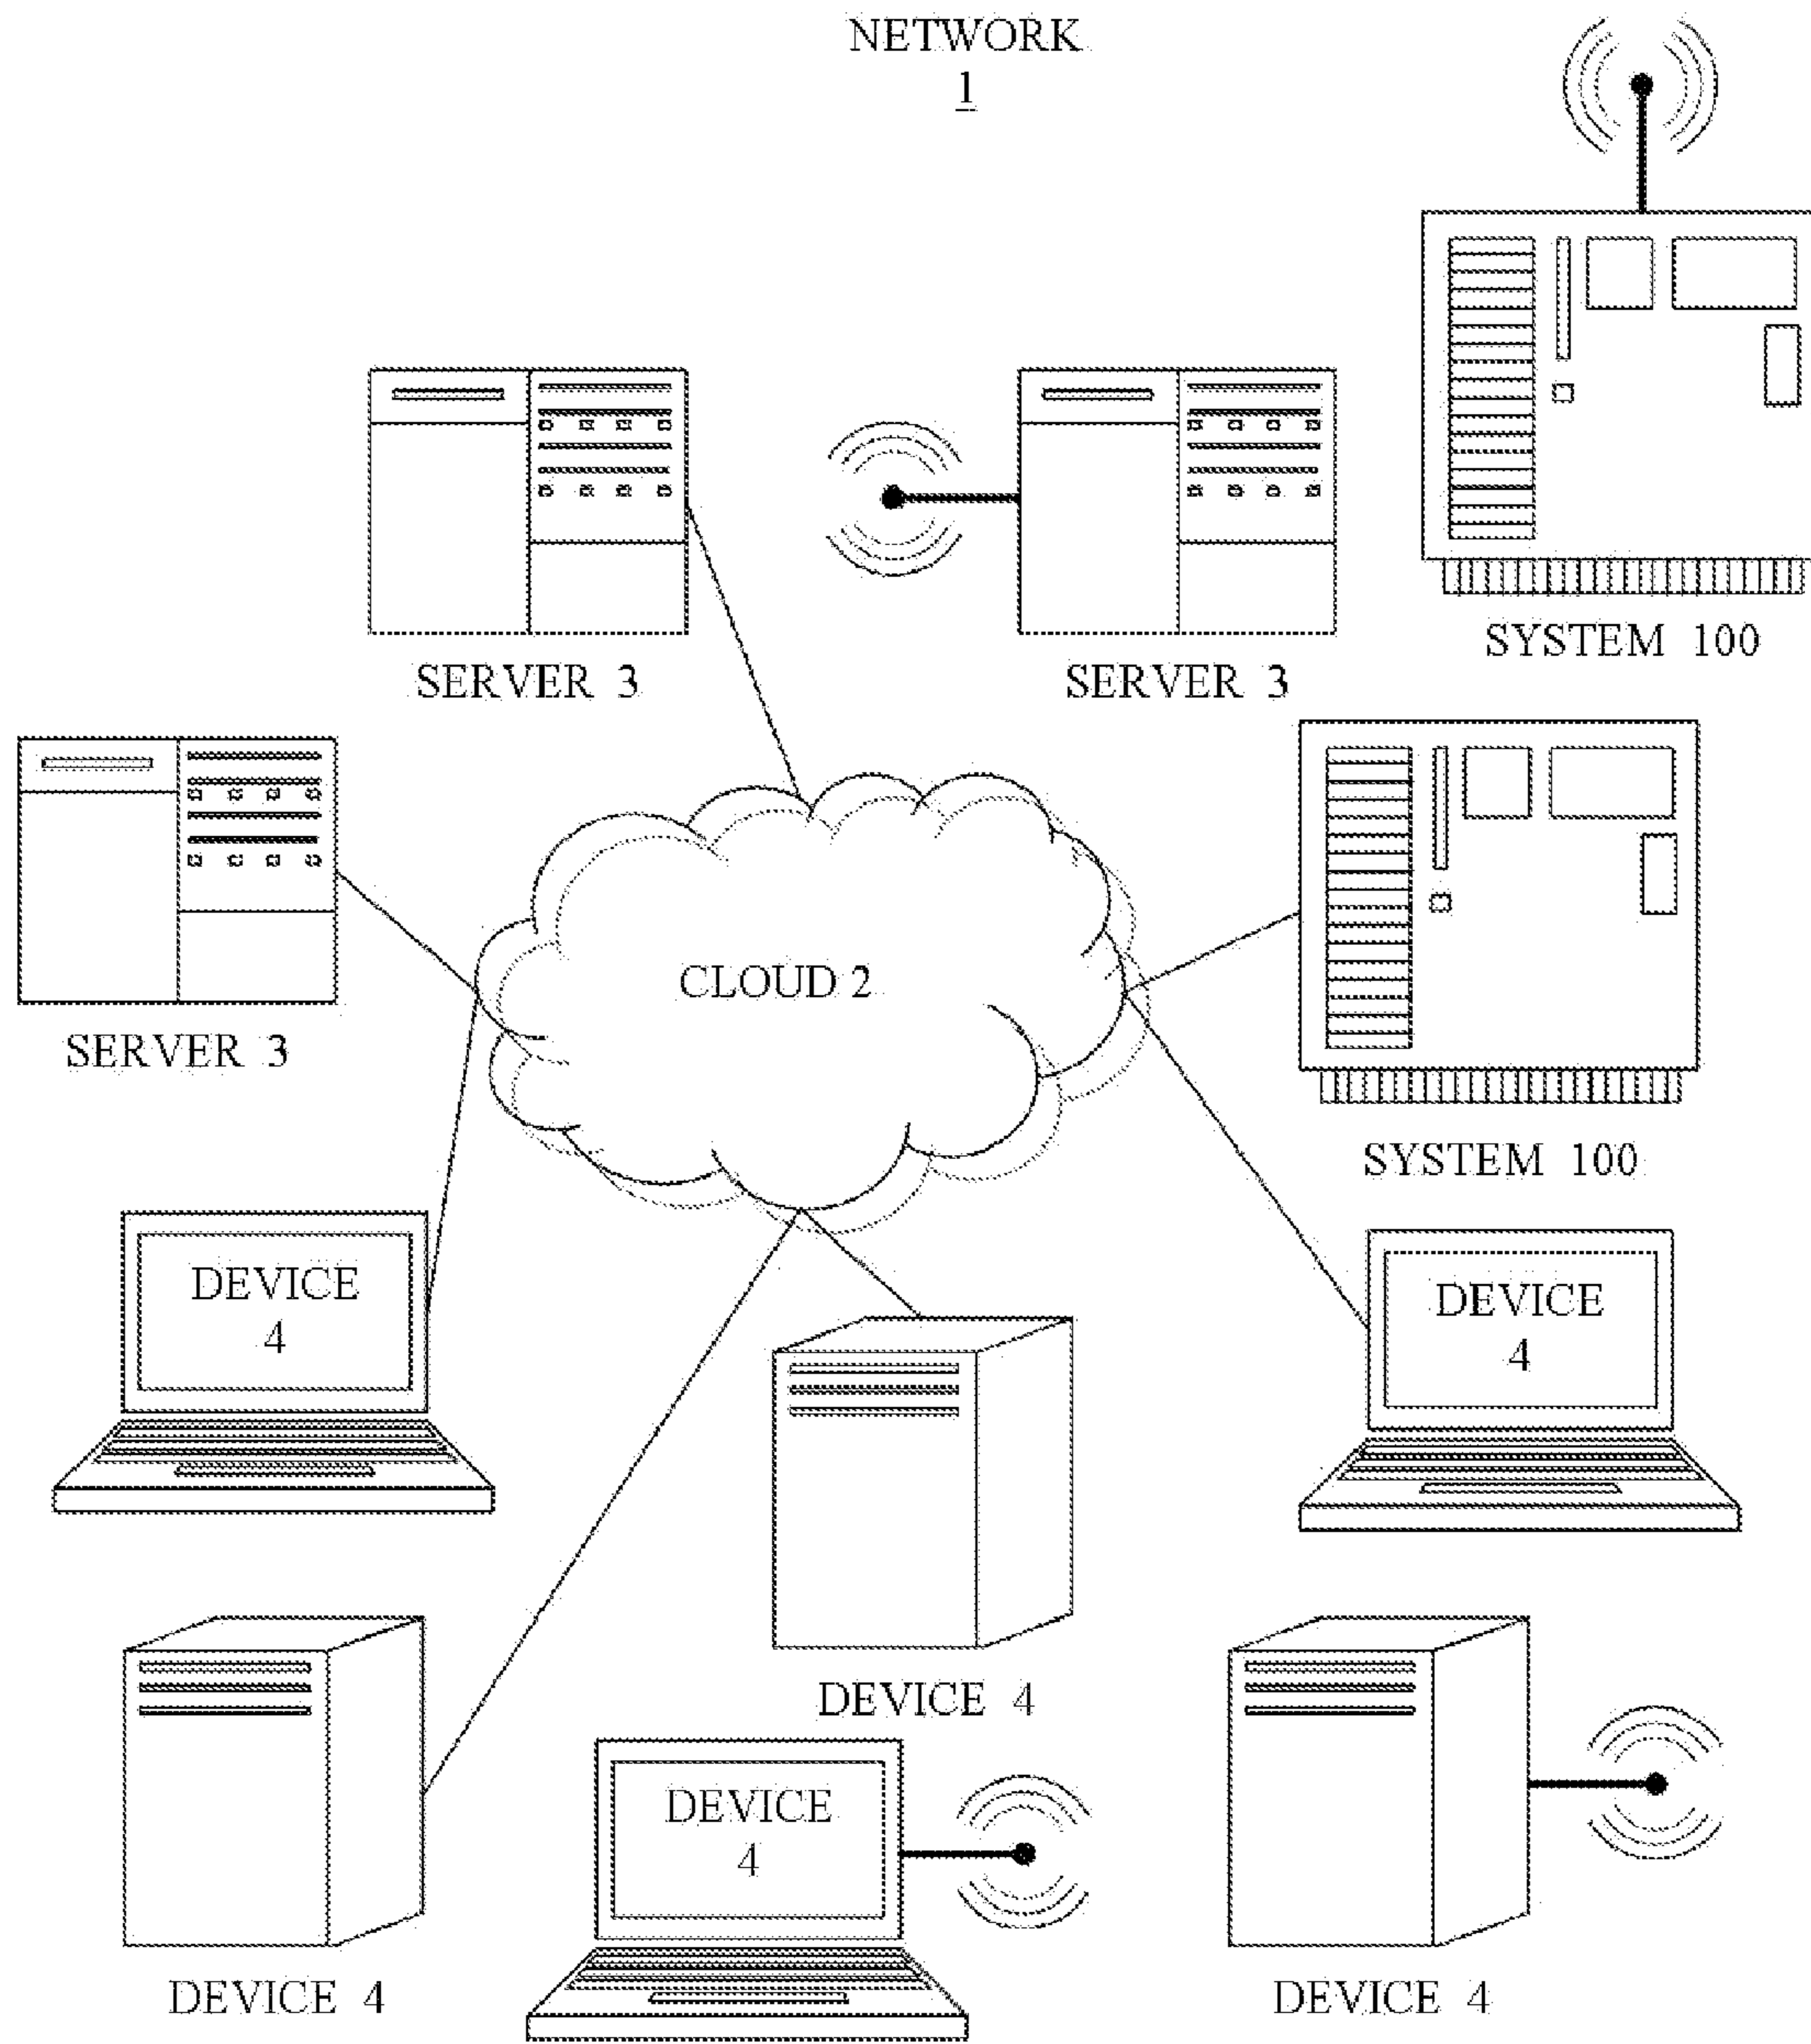 NETWORK
1
SYSTEM 100
SERVER 3
SERVER 3
SERVER 3
CLOUD 2
SYSTEM 100
DEVICE
4
DEVICE
4
DEVICE 4
DEVICE
4
DEVICE 4
DEVICE 4